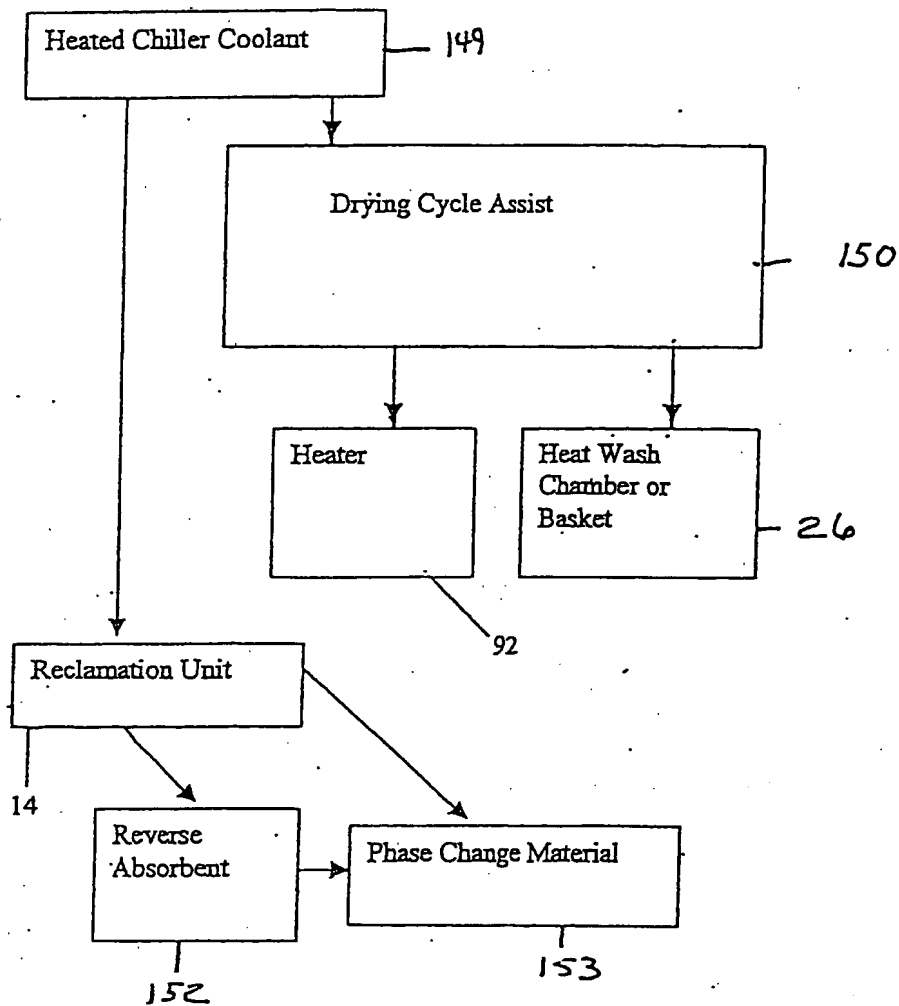 Heated Chiller Coolant
149
Drying Cycle Assist
150
Heater
92
Heat Wash
Chamber or
Basket
26
Reclamation Unit
14
Reverse
Absorbent
152
Phase Change Material
153